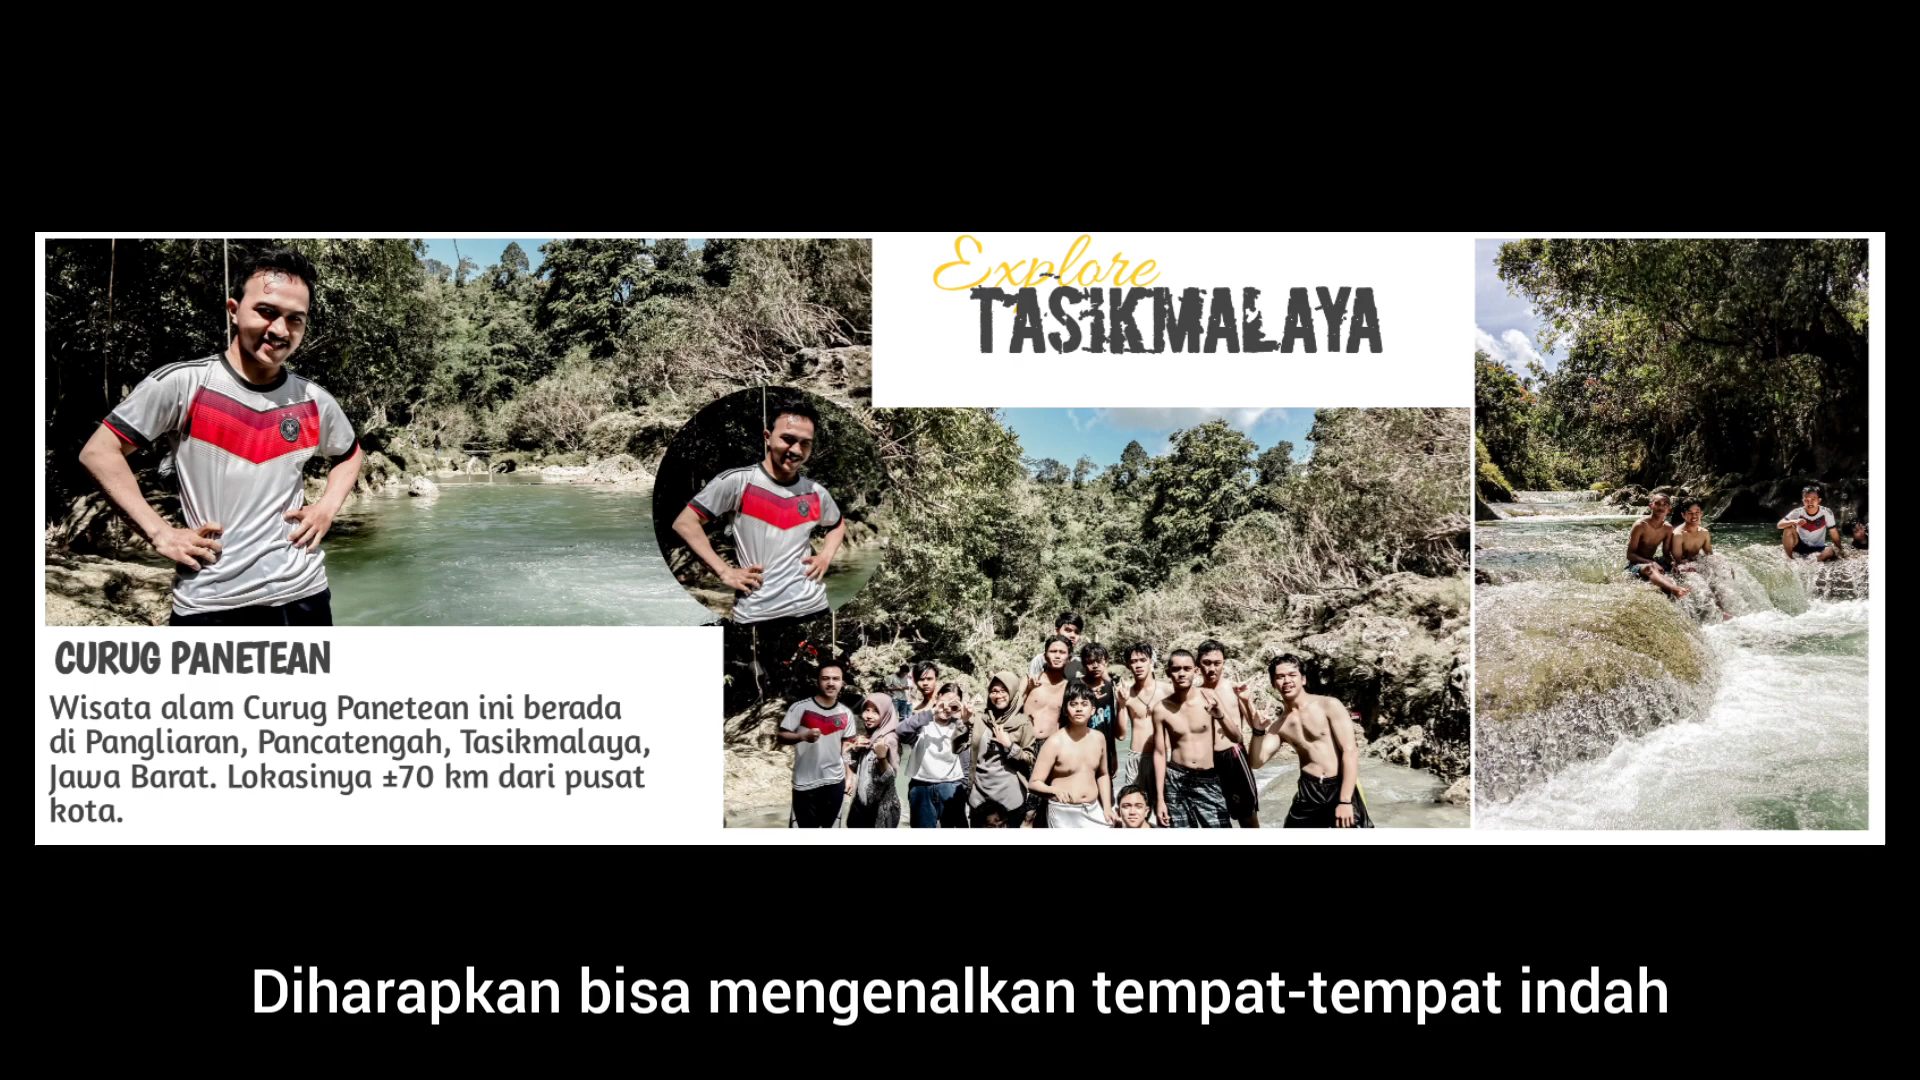 Explore
TASIKMALAYA
CURUG PANETEAN
Wisata alam Curug Panetean ini berada
di Pangliaran, Pancatengah, Tasikmalaya,
Jawa Barat. Lokasinya ±70 km dari pusat
kota.
Diharapkan bisa mengenalkan tempat-tempat indah